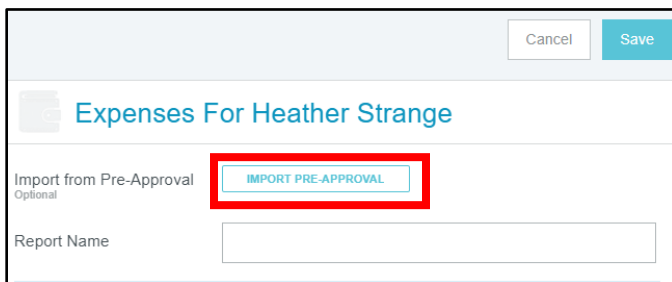 Cancel Save
Expenses For Heather Strange
Import from Pre-Approval IMPORT PRE-APPROVAL
Optional
Report Name